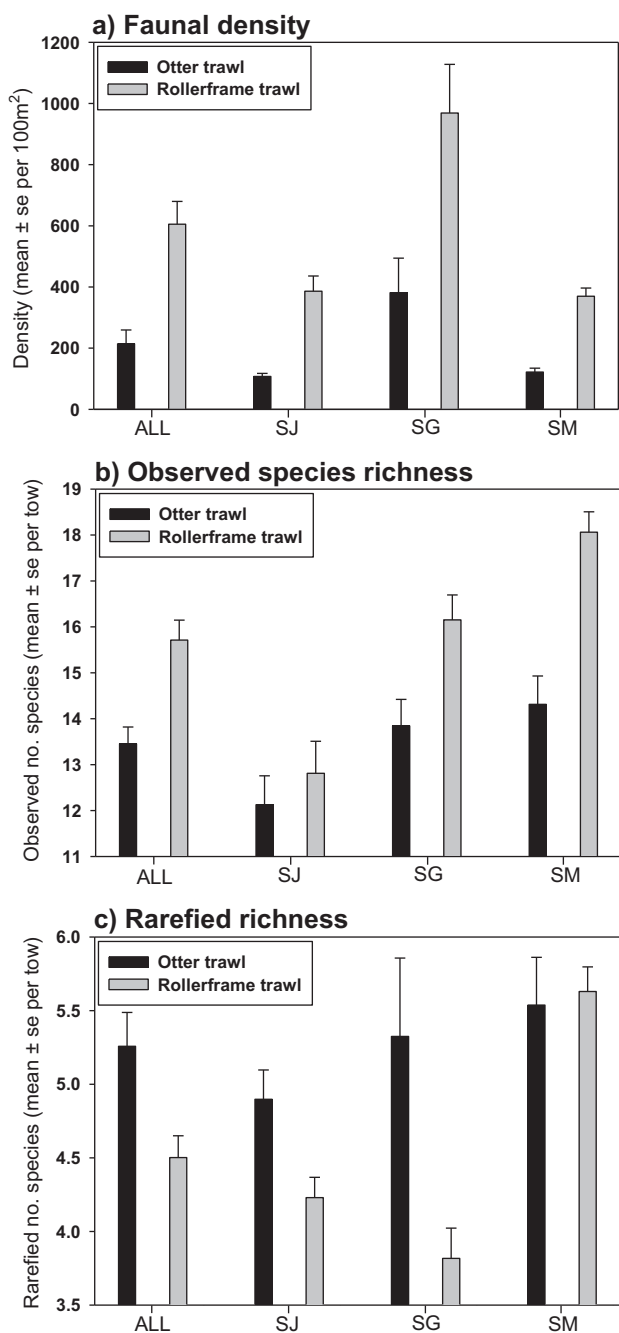 a) Faunal density
1200
1000
800
600
400
200
0
Density (mean ± se per 100m²)
Otter trawl
Rollerframe trawl
ALL SJ SG SM
b) Observed species richness
19
18
17
16
15
14
13
12
11
Observed no. species (mean ± se per tow)
Otter trawl
Rollerframe trawl
ALL SJ SG SM
c) Rarefied richness
6.0
5.5
5.0
4.5
4.0
3.5
Rarefied no. species (mean ± se per tow)
Otter trawl
Rollerframe trawl
ALL SJ SG SM